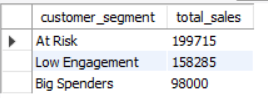 customer_segment total_sales
At Risk 199715
Low Engagement 158285
Big Spenders 98000